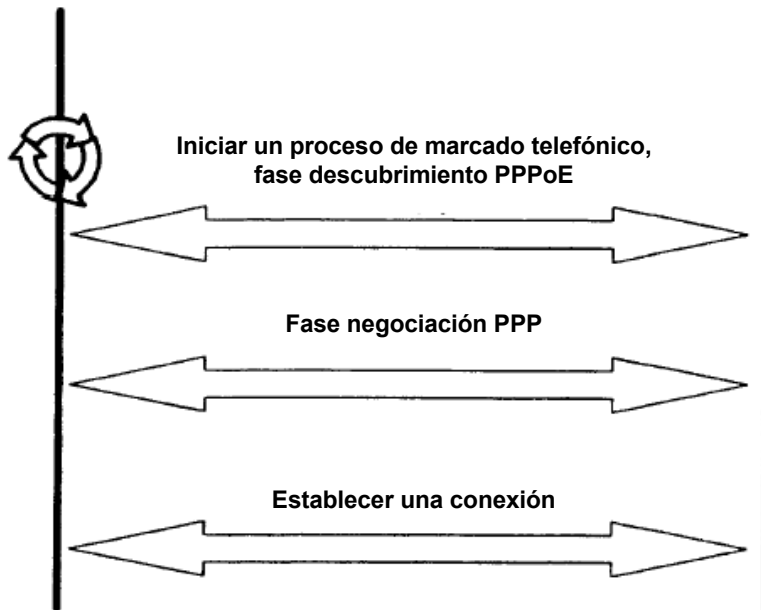 Iniciar un proceso de marcado telefónico,
fase descubrimiento PPPoE
Fase negociación PPP
Establecer una conexión